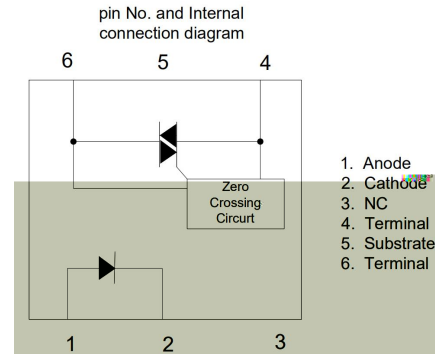 pin No. and Internal
connection diagram
6 5 4
Zero
Crossing
Circurt
1 2 3
1. Anode
2. Cathode
3. NC
4. Terminal
5. Substrate
6. Terminal